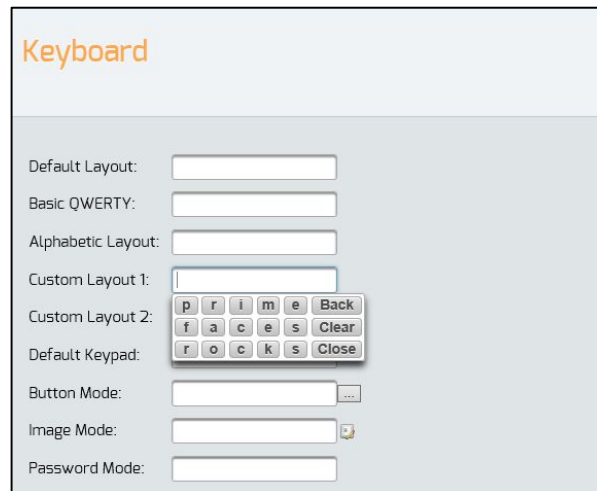 Keyboard
Default Layout:
Basic QWERTY:
Alphabetic Layout:
Custom Layout 1:
p r i m e Back
Custom Layout 2:
f a c e s Clear
r o c k s Close
Default Keypad:
Button Mode:
...
Image Mode:
Password Mode: